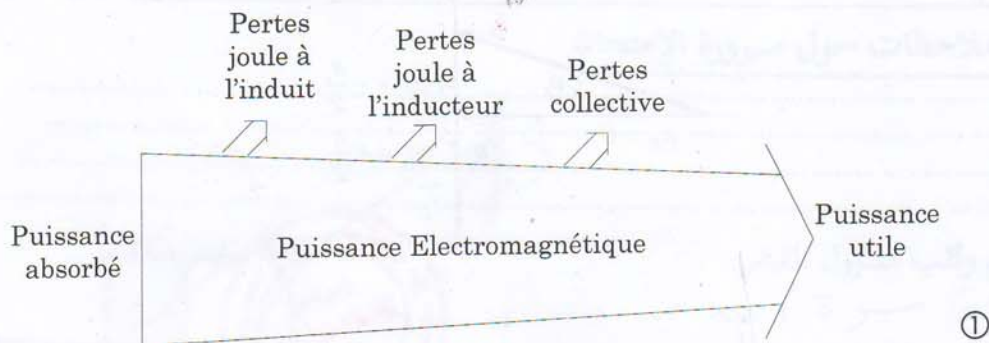 Pertes
joule à
l'induit
Pertes
joule à
l'inducteur
Pertes
collective
Puissance
absorbé
Puissance Electromagnétique
Puissance
utile
①